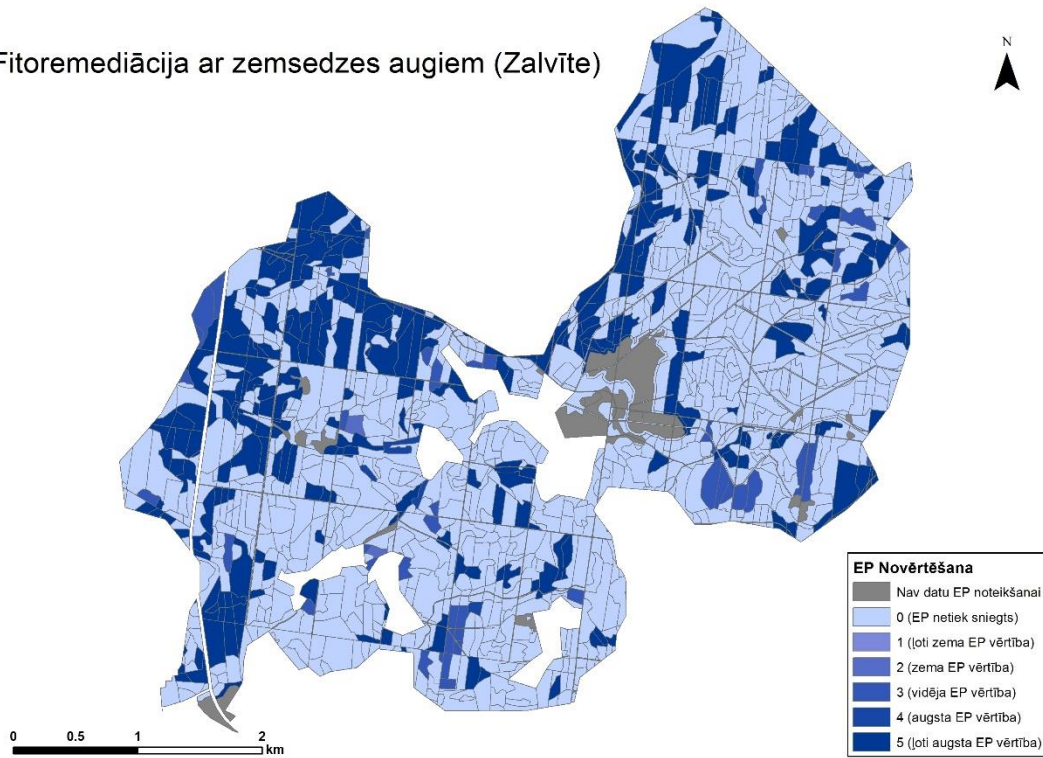 Fitoremediācija ar zemsedzes augiem (Zalvīte)
N
EP Novērtēšana
Nav datu EP noteikšanai
0 (EP netiek sniegts)
1 (ļoti zema EP vērtība)
2 (zema EP vērtība)
3 (vidēja EP vērtība)
4 (augsta EP vērtība)
5 (ļoti augsta EP vērtība)
0 0.5 1 2
km